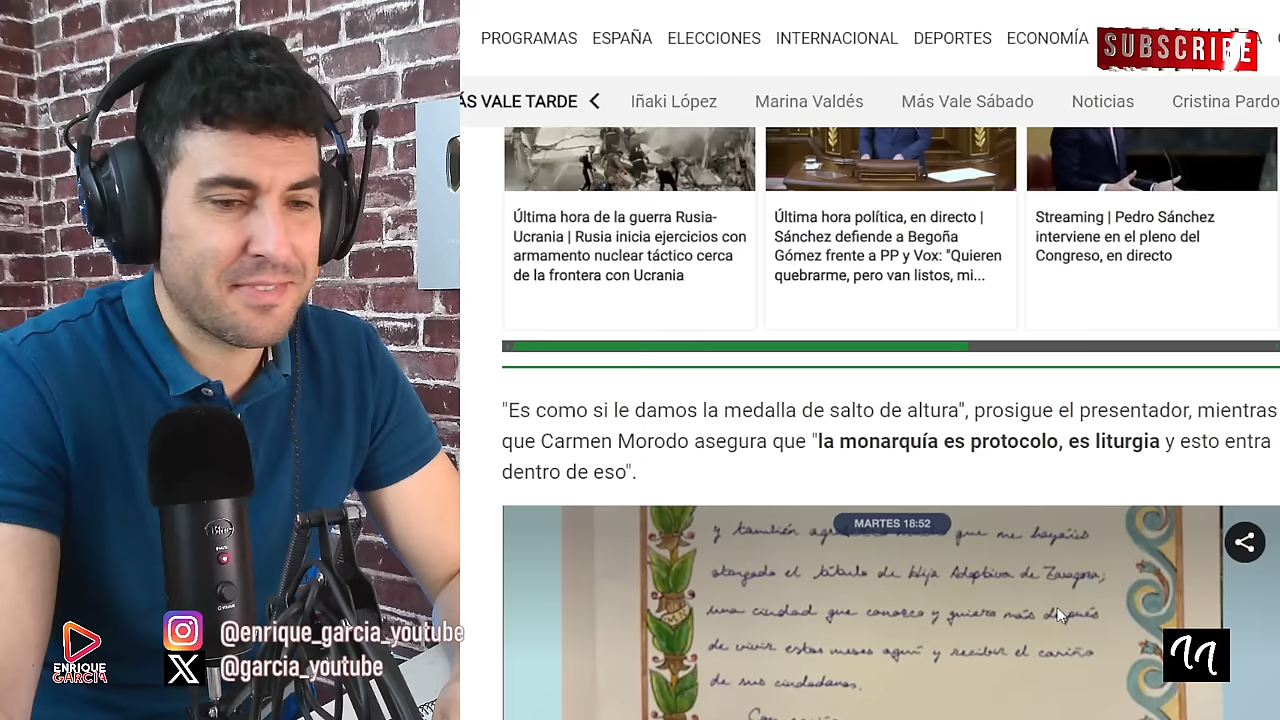 PROGRAMAS ESPAÑA ELECCIONES INTERNACIONAL DEPORTES ECONOMÍA
SUBSCRIBE
ÁS VALE TARDE Iñaki López Marina Valdés Más Vale Sábado Noticias Cristina Pardo
Última hora de la guerra Rusia-
Ucrania | Rusia inicia ejercicios con
armamento nuclear táctico cerca
de la frontera con Ucrania
Última hora política, en directo |
Sánchez defiende a Begoña
Gómez frente a PP y Vox: "Quieren
quebrarme, pero van listos, mi...
Streaming | Pedro Sánchez
interviene en el pleno del
Congreso, en directo
"Es como si le damos la medalla de salto de altura", prosigue el presentador, mientras
que Carmen Morodo asegura que "la monarquía es protocolo, es liturgia y esto entra
dentro de eso".
MARTES 18:52
y también que me hayáis
otorgado el título de Hija Adoptiva de Zaragoza;
una ciudad que conozco y quiero más después
de vivir estos meses aquí y recibir el cariño
de sus ciudadanos.
Blue
@enrique_garcia_youtube
@garcia_youtube
ENRIQUE
GARCIA